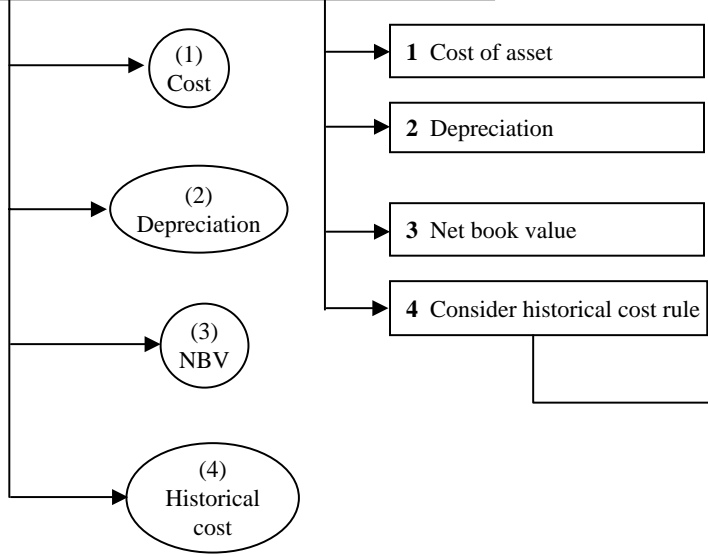 (1)
Cost
(2)
Depreciation
(3)
NBV
(4)
Historical
cost
1 Cost of asset
2 Depreciation
3 Net book value
4 Consider historical cost rule